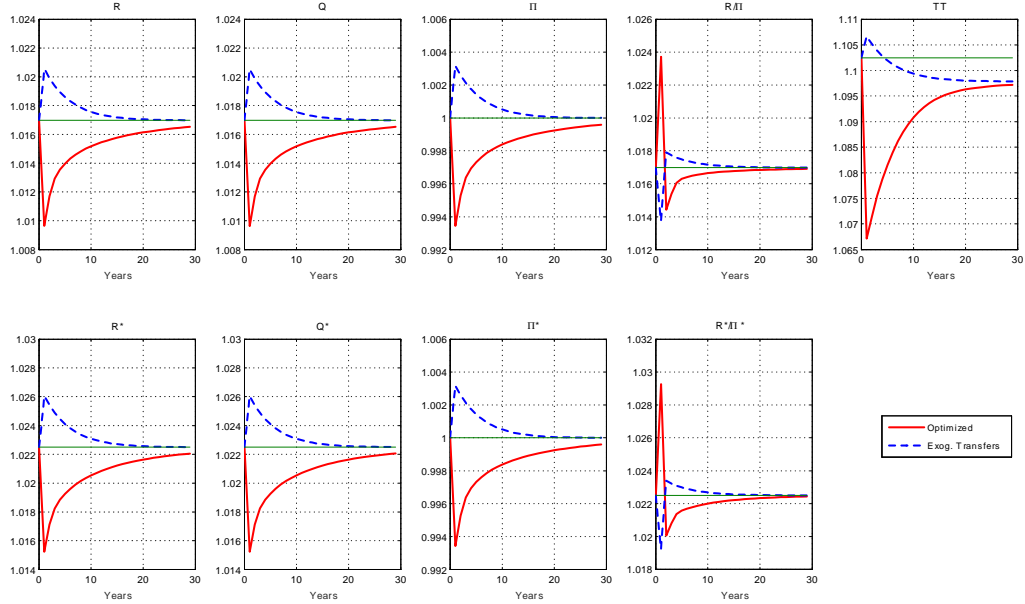 R
1.024
1.022
1.02
1.018
1.016
1.014
1.012
1.01
1.008
0 10 20 30
Years
Q
1.024
1.022
1.02
1.018
1.016
1.014
1.012
1.01
1.008
0 10 20 30
Years
Π
1.006
1.004
1.002
1
0.998
0.996
0.994
0.992
0 10 20 30
Years
R/Π
1.026
1.024
1.022
1.02
1.018
1.016
1.014
1.012
0 10 20 30
Years
TT
1.11
1.105
1.1
1.095
1.09
1.085
1.08
1.075
1.07
1.065
0 10 20 30
Years
R*
1.03
1.028
1.026
1.024
1.022
1.02
1.018
1.016
1.014
0 10 20 30
Years
Q*
1.03
1.028
1.026
1.024
1.022
1.02
1.018
1.016
1.014
0 10 20 30
Years
Π*
1.006
1.004
1.002
1.000
1
0.998
0.996
0.994
0.992
0 10 20 30
Years
R*/Π*
1.032
1.03
1.028
1.026
1.024
1.022
1.02
1.018
0 10 20 30
Years
Optimized
Exog. Transfers